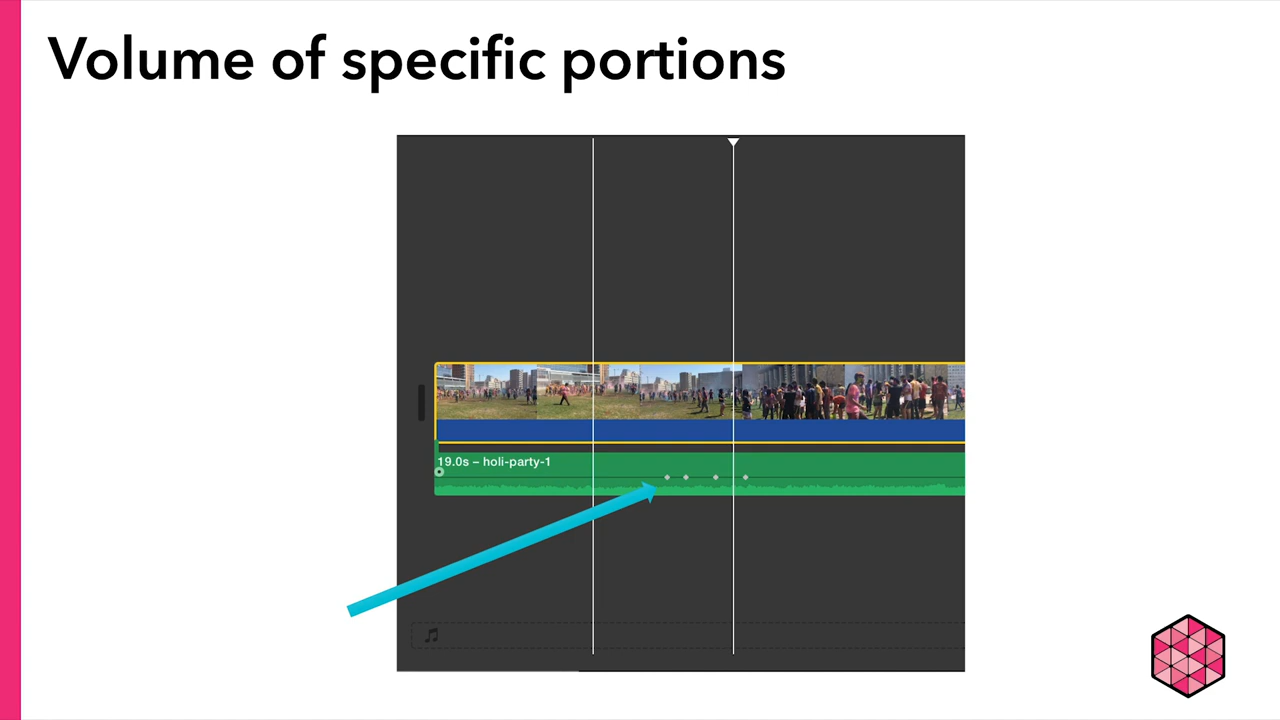 Volume of specific portions
19.0s – holi-party-1